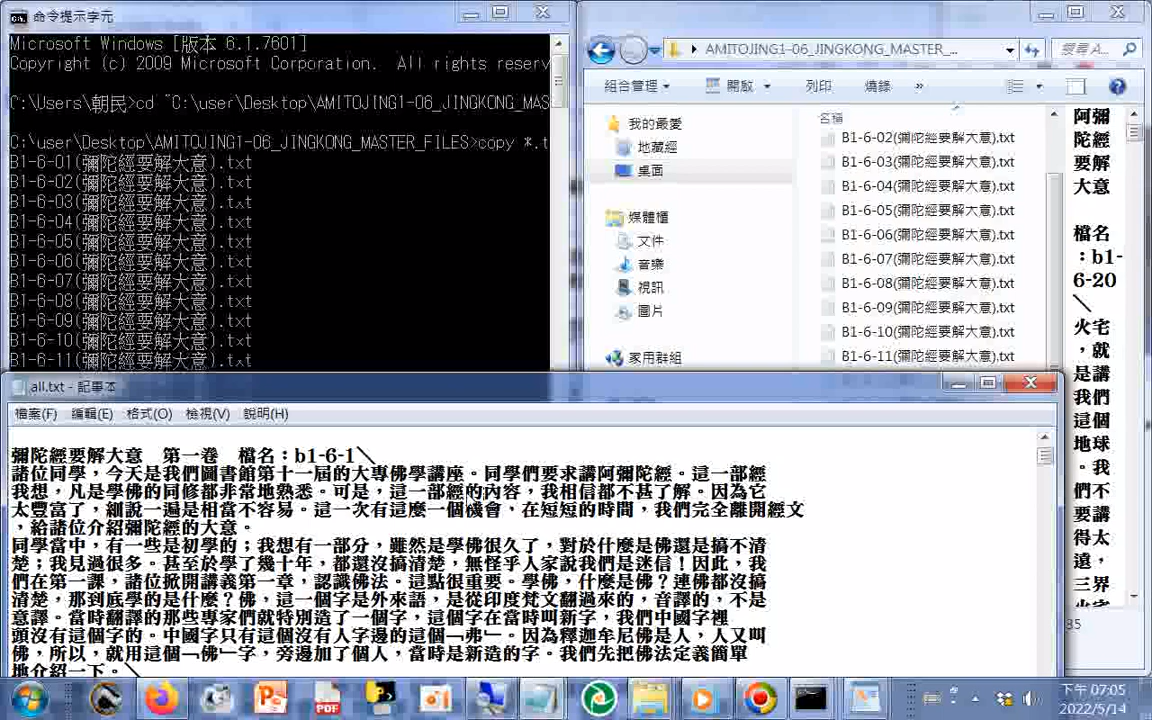 命令提示字元
Microsoft Windows [版本 6.1.7601]
Copyright (c) 2009 Microsoft Corporation.  All rights reserv
C:\Users\朝民>cd "C:\user\Desktop\AMITOJING1-06_JINGKONG_MAS
C:\user\Desktop\AMITOJING1-06_JINGKONG_MASTER_FILES>copy *.t
B1-6-01(彌陀經要解大意).txt
B1-6-02(彌陀經要解大意).txt
B1-6-03(彌陀經要解大意).txt
B1-6-04(彌陀經要解大意).txt
B1-6-05(彌陀經要解大意).txt
B1-6-06(彌陀經要解大意).txt
B1-6-07(彌陀經要解大意).txt
B1-6-08(彌陀經要解大意).txt
B1-6-09(彌陀經要解大意).txt
B1-6-10(彌陀經要解大意).txt
B1-6-11(彌陀經要解大意).txt
AMITOJING1-06_JINGKONG_MASTER_...
搜尋 A...
組合管理
開啟
列印
燒錄
»
我的最愛
地藏經
桌面
媒體櫃
文件
音樂
視訊
圖片
家用群組
名稱
B1-6-02(彌陀經要解大意).txt
B1-6-03(彌陀經要解大意).txt
B1-6-04(彌陀經要解大意).txt
B1-6-05(彌陀經要解大意).txt
B1-6-06(彌陀經要解大意).txt
B1-6-07(彌陀經要解大意).txt
B1-6-08(彌陀經要解大意).txt
B1-6-09(彌陀經要解大意).txt
B1-6-10(彌陀經要解大意).txt
B1-6-11(彌陀經要解大意).txt
阿彌
陀經
要解
大意
檔名
：b1-
6-20
╲
火宅
，就
是講
我們
這個
地球
。我
們不
要講
得太
遠，
三界
all.txt - 記事本
檔案(F) 編輯(E) 格式(O) 檢視(V) 說明(H)
彌陀經要解大意　第一卷　檔名：b1-6-1╲
諸位同學，今天是我們圖書館第十一屆的大專佛學講座。同學們要求講阿彌陀經。這一部經
我想，凡是學佛的同修都非常地熟悉。可是，這一部經的內容，我相信都不甚了解。因為它
太豐富了，細說一遍是相當不容易。這一次有這麼一個機會，在短短的時間，我們完全離開經文
，給諸位介紹彌陀經的大意。
同學當中，有一些是初學的；我想有一部分，雖然是學佛很久了，對於什麼是佛還是搞不清
楚；我見過很多。甚至於學了幾十年，都還沒搞清楚，無怪乎人家說我們是迷信！因此，我
們在第一課，諸位掀開講義第一章，認識佛法。這點很重要。學佛，什麼是佛？連佛都沒搞
清楚，那到底學的是什麼？佛，這一個字是外來語，是從印度梵文翻過來的，音譯的，不是
意譯。當時翻譯的那些專家們就特別造了一個字，這個字在當時叫新字，我們中國字裡
頭沒有這個字的。中國字只有這個沒有人字邊的這個「弗」。因為釋迦牟尼佛是人，人又叫
佛，所以，就用這個「佛」字，旁邊加了個人，當時是新造的字。我們先把佛法定義簡單
地介紹一下。╲
下午 07:05
2022/5/14